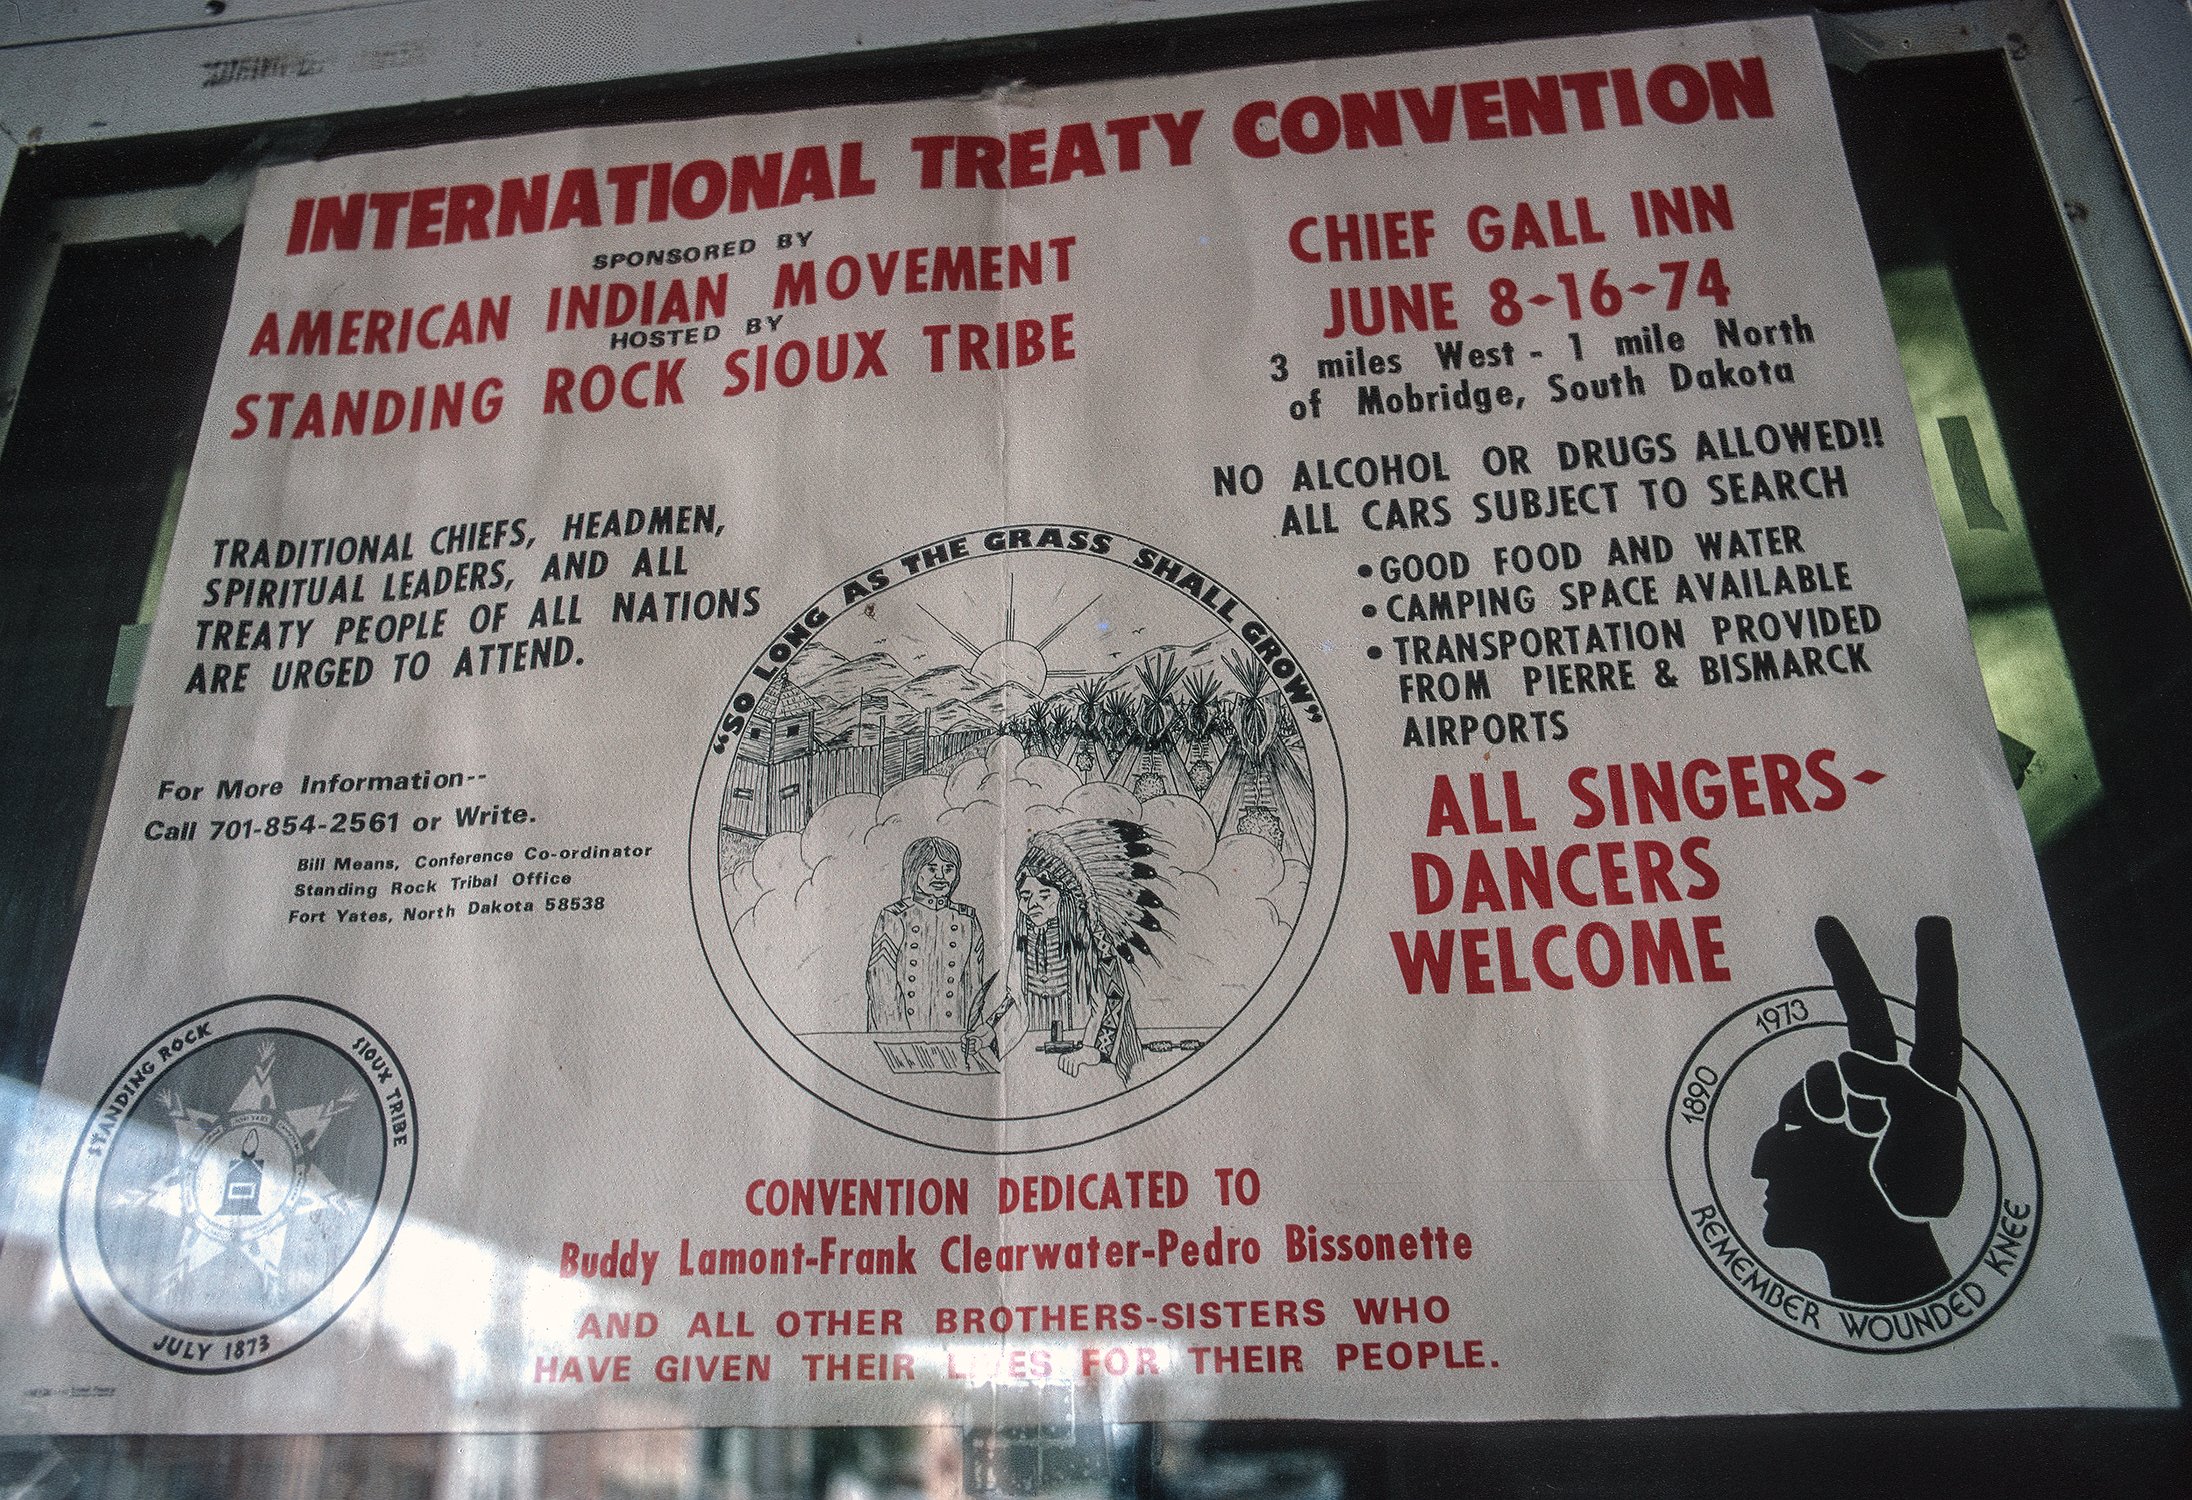 INTERNATIONAL TREATY CONVENTION
SPONSORED BY
AMERICAN INDIAN MOVEMENT
HOSTED BY
STANDING ROCK SIOUX TRIBE
CHIEF GALL INN
JUNE 8-16-74
3 miles West - 1 mile North
of Mobridge, South Dakota
NO ALCOHOL OR DRUGS ALLOWED!!
ALL CARS SUBJECT TO SEARCH
• GOOD FOOD AND WATER
• CAMPING SPACE AVAILABLE
• TRANSPORTATION PROVIDED
FROM PIERRE & BISMARCK
AIRPORTS
TRADITIONAL CHIEFS, HEADMEN,
SPIRITUAL LEADERS, AND ALL
TREATY PEOPLE OF ALL NATIONS
ARE URGED TO ATTEND.
"SO LONG AS THE GRASS SHALL GROW"
For More Information--
Call 701-854-2561 or Write.
Bill Means, Conference Co-ordinator
Standing Rock Tribal Office
Fort Yates, North Dakota 58538
ALL SINGERS-
DANCERS
WELCOME
STANDING ROCK SIOUX TRIBE
JULY 1873
1890 1973
REMEMBER WOUNDED KNEE
CONVENTION DEDICATED TO
Buddy Lamont-Frank Clearwater-Pedro Bissonette
AND ALL OTHER BROTHERS-SISTERS WHO
HAVE GIVEN THEIR LIVES FOR THEIR PEOPLE.